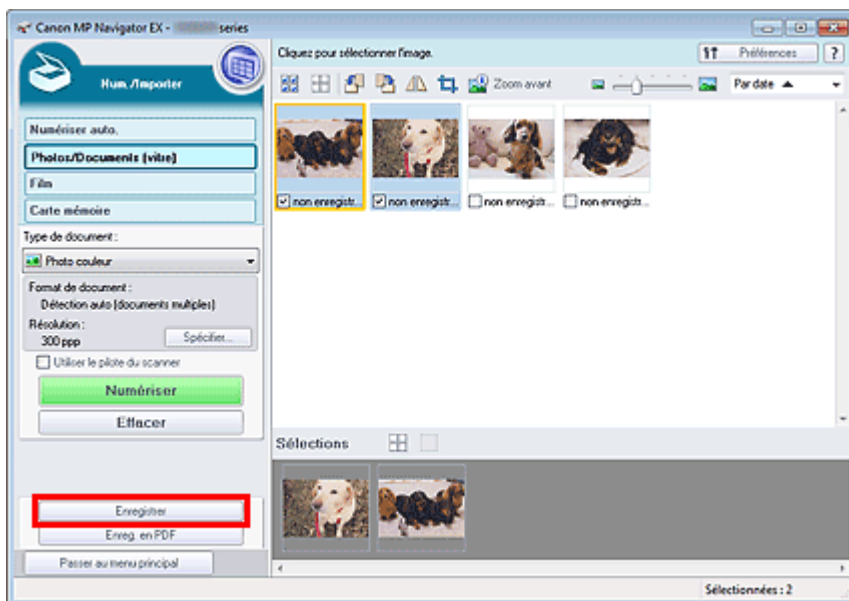 Canon MP Navigator EX - series
Num./Importer
Numériser auto.
Photos/Documents (vitre)
Film
Carte mémoire
Type de document :
Photo couleur
Format de document :
Détection auto (documents multiples)
Résolution :
300 ppp
Spécifier...
Utiliser le pilote du scanner
Numériser
Effacer
Enregistrer
Enreg. en PDF
Passer au menu principal
Cliquez pour sélectionner l'image.
Préférences
?
Zoom avant
Par date
non enregistr...
non enregistr...
non enregistr...
non enregistr...
Sélections
Sélectionnées : 2